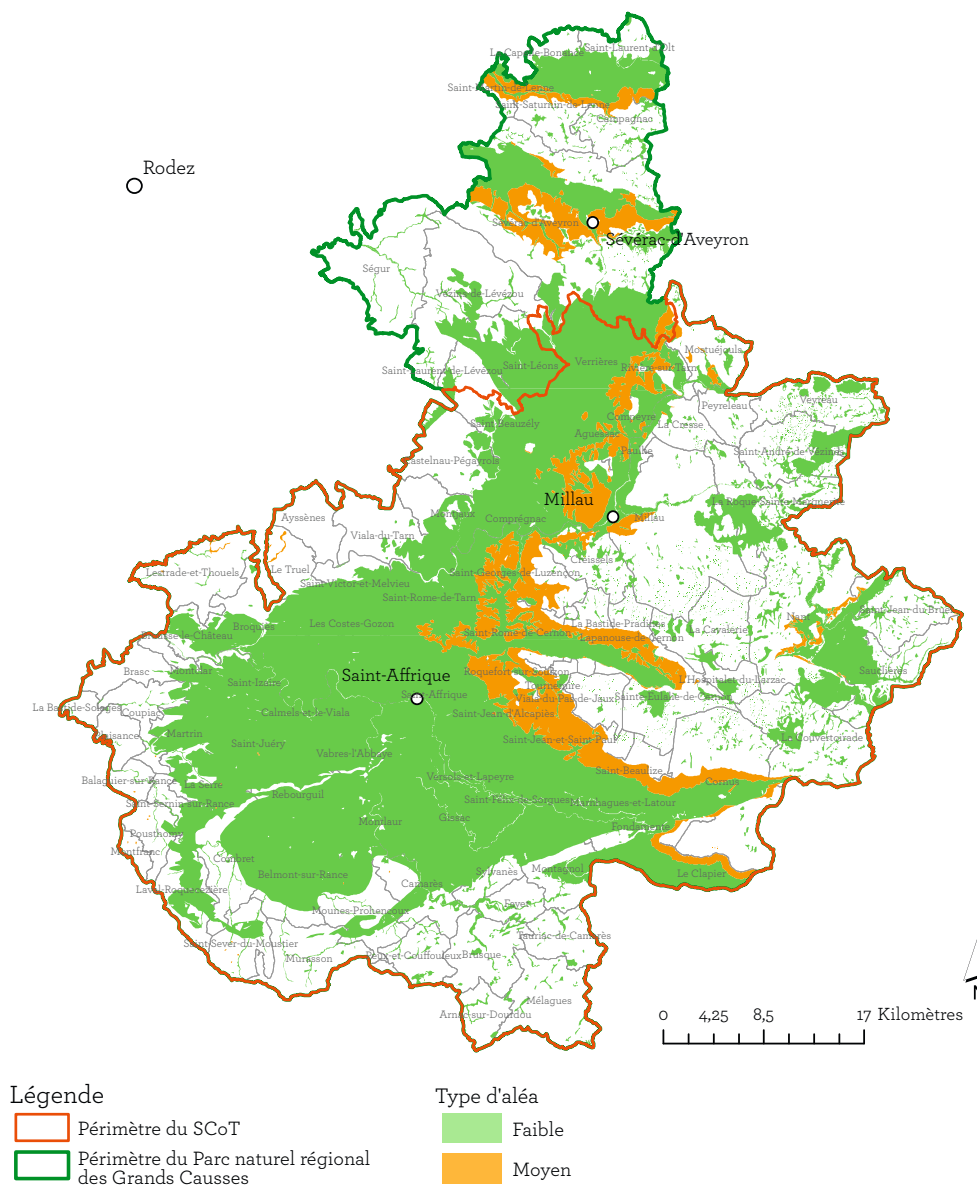 La Capelle-Bonance
Saint-Laurent-d'Olt
Saint-Martin-de-Lenne
Saint-Saturnin-de-Lenne
Campagnac
Rodez
Sévérac d'Aveyron
Sévérac-d'Aveyron
Ségur
Vézins-de-Lévézou
Mostuéjouls
Verrières
Saint-Léons
Rivière-sur-Tarn
Saint-Laurent-de-Lévézou
Veyreau
Peyreleau
Compeyre
Saint-Beauzély
La Cresse
Aguessac
Paulhe
Saint-André-de-Vézines
Castelnau-Pégayrols
Millau
La Roque-Sainte-Marguerite
Montjaux
Ayssènes
Comprégnac
Millau
Viala-du-Tarn
Creissels
Le Truel
Lestrade-et-Thouels
Saint-Georges-de-Luzençon
Saint-Victor-et-Melvieu
Saint-Rome-de-Tarn
Saint-Jean-du-Bruel
Nant
Les Costes-Gozon
La Bastide-Pradines
Broquiès
La Cavalerie
Brousse-le-Château
Saint-Rome-de-Cernon
Lapanouse-de-Cernon
Brasc
Montclar
Saint-Affrique
Roquefort-sur-Soulzon
Sauclières
L'Hospitalet-du-Larzac
Saint-Izaire
Tournemire
Saint-Affrique
Viala-du-Pas-de-Jaux
Sainte-Eulalie-de-Cernon
La Bastide-Solages
Coupiac
Calmels-et-le-Viala
Saint-Jean-d'Alcapiès
Plaisance
Martrin
La Couvertoirade
Saint-Juéry
Saint-Jean-et-Saint-Paul
Vabres-l'Abbaye
Saint-Beaulize
Balaguier-sur-Rance
La Serre
Versols-et-Lapeyre
Cornus
Rebourguil
Saint-Sernin-sur-Rance
Saint-Félix-de-Sorgues
Marnhagues-et-Latour
Montlaur
Gissac
Fondamente
Pousthomy
Montfranc
Combret
Belmont-sur-Rance
Sylvanès
Montagnol
Le Clapier
Laval-Roquecezière
Camarès
Fayet
Mounes-Prohencoux
Tauriac-de-Camarès
Saint-Sever-du-Moustier
Murasson
Peux-et-Couffouleux
Brusque
Mélagues
Arnac-sur-Dourdou
0 4,25 8,5 17 Kilomètres
Légende
Périmètre du SCoT
Périmètre du Parc naturel régional
des Grands Causses
Type d'aléa
Faible
Moyen